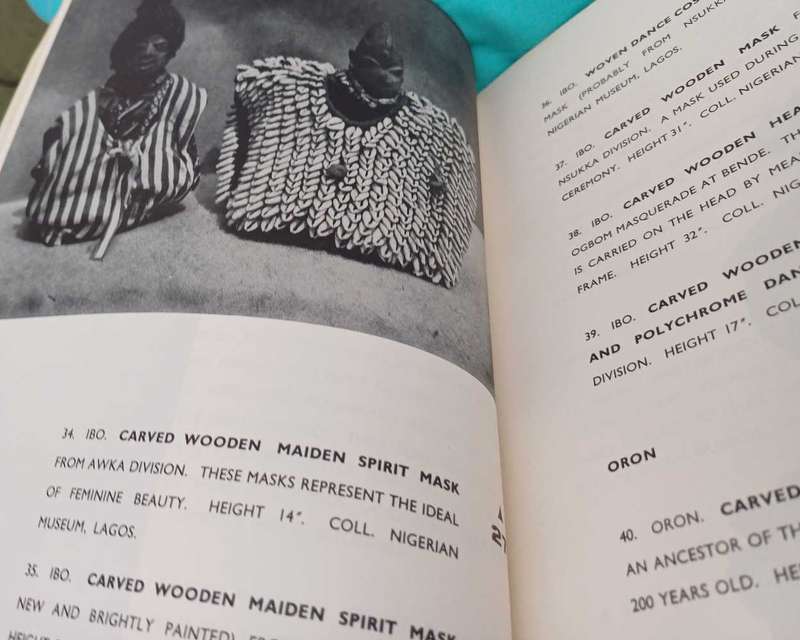 34. IBO. CARVED WOODEN MAIDEN SPIRIT MASK
FROM AWKA DIVISION. THESE MASKS REPRESENT THE IDEAL
OF FEMININE BEAUTY. HEIGHT 14". COLL. NIGERIAN
MUSEUM, LAGOS.
35. IBO. CARVED WOODEN MAIDEN SPIRIT MASK
NEW AND BRIGHTLY PAINTED)
36. IBO. WOVEN DANCE
MASK (PROBABLY FROM
NIGERIAN MUSEUM, LAGOS.
37. IBO. CARVED WOODEN MASK
NSUKKA DIVISION. A MASK USED DURING
CEREMONY. HEIGHT 31". COLL. NIGERIAN
38. IBO. CARVED WOODEN
OGBOM MASQUERADE AT BENDE.
IS CARRIED ON THE HEAD BY
FRAME. HEIGHT 32". COLL.
39. IBO. CARVED WOODEN
AND POLYCHROME
DIVISION. HEIGHT 17".
ORON
40. ORON. CARVED
AN ANCESTOR OF
200 YEARS OLD.